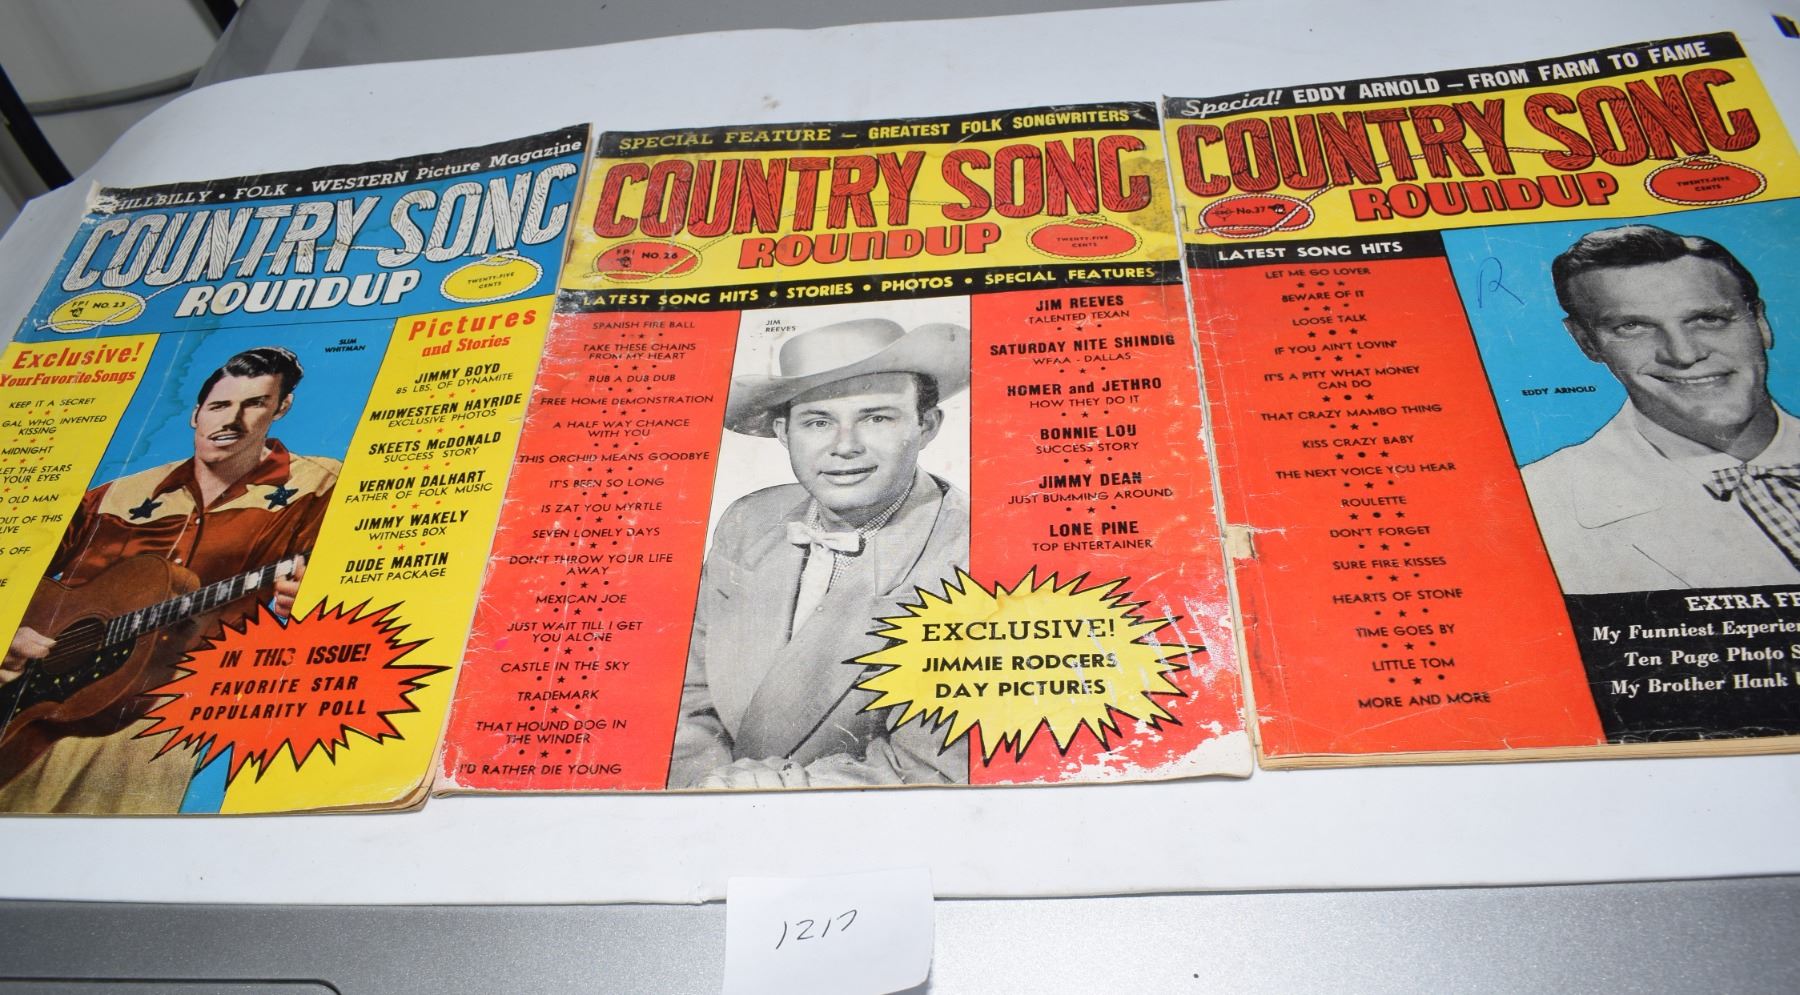 HILLBILLY • FOLK • WESTERN Picture Magazine
COUNTRY SONG
ROUNDUP
FPI NO. 23
TWENTY-FIVE
CENTS
Exclusive!
Your Favorite Songs
KEEP IT A SECRET
GAL WHO INVENTED
KISSING
MIDNIGHT
LET THE STARS
YOUR EYES
OLD MAN
OUT OF THIS
LIVE
OFF
SLIM
WHITMAN
Pictures
and Stories
JIMMY BOYD
85 LBS. OF DYNAMITE
MIDWESTERN HAYRIDE
EXCLUSIVE PHOTOS
SKEETS McDONALD
SUCCESS STORY
VERNON DALHART
FATHER OF FOLK MUSIC
JIMMY WAKELY
WITNESS BOX
DUDE MARTIN
TALENT PACKAGE
IN THIS ISSUE!
FAVORITE STAR
POPULARITY POLL
SPECIAL FEATURE — GREATEST FOLK SONGWRITERS
COUNTRY SONG
ROUNDUP
FPI NO. 26
TWENTY-FIVE
CENTS
LATEST SONG HITS • STORIES • PHOTOS • SPECIAL FEATURES
SPANISH FIRE BALL
TAKE THESE CHAINS
FROM MY HEART
RUB A DUB DUB
FREE HOME DEMONSTRATION
A HALF WAY CHANCE
WITH YOU
THIS ORCHID MEANS GOODBYE
IT'S BEEN SO LONG
IS ZAT YOU MYRTLE
SEVEN LONELY DAYS
DON'T THROW YOUR LIFE
AWAY
MEXICAN JOE
JUST WAIT TILL I GET
YOU ALONE
CASTLE IN THE SKY
TRADEMARK
THAT HOUND DOG IN
THE WINDER
I'D RATHER DIE YOUNG
JIM
REEVES
JIM REEVES
TALENTED TEXAN
SATURDAY NITE SHINDIG
WFAA - DALLAS
HOMER and JETHRO
HOW THEY DO IT
BONNIE LOU
SUCCESS STORY
JIMMY DEAN
JUST BUMMING AROUND
LONE PINE
TOP ENTERTAINER
EXCLUSIVE!
JIMMIE RODGERS
DAY PICTURES
Special! EDDY ARNOLD — FROM FARM TO FAME
COUNTRY SONG
ROUNDUP
No.37
TWENTY-FIVE
CENTS
LATEST SONG HITS
LET ME GO LOVER
BEWARE OF IT
LOOSE TALK
IF YOU AIN'T LOVIN'
IT'S A PITY WHAT MONEY
CAN DO
THAT CRAZY MAMBO THING
KISS CRAZY BABY
THE NEXT VOICE YOU HEAR
ROULETTE
DON'T FORGET
SURE FIRE KISSES
HEARTS OF STONE
TIME GOES BY
LITTLE TOM
MORE AND MORE
R
EDDY ARNOLD
EXTRA FE
My Funniest Experien
Ten Page Photo S
My Brother Hank
1217